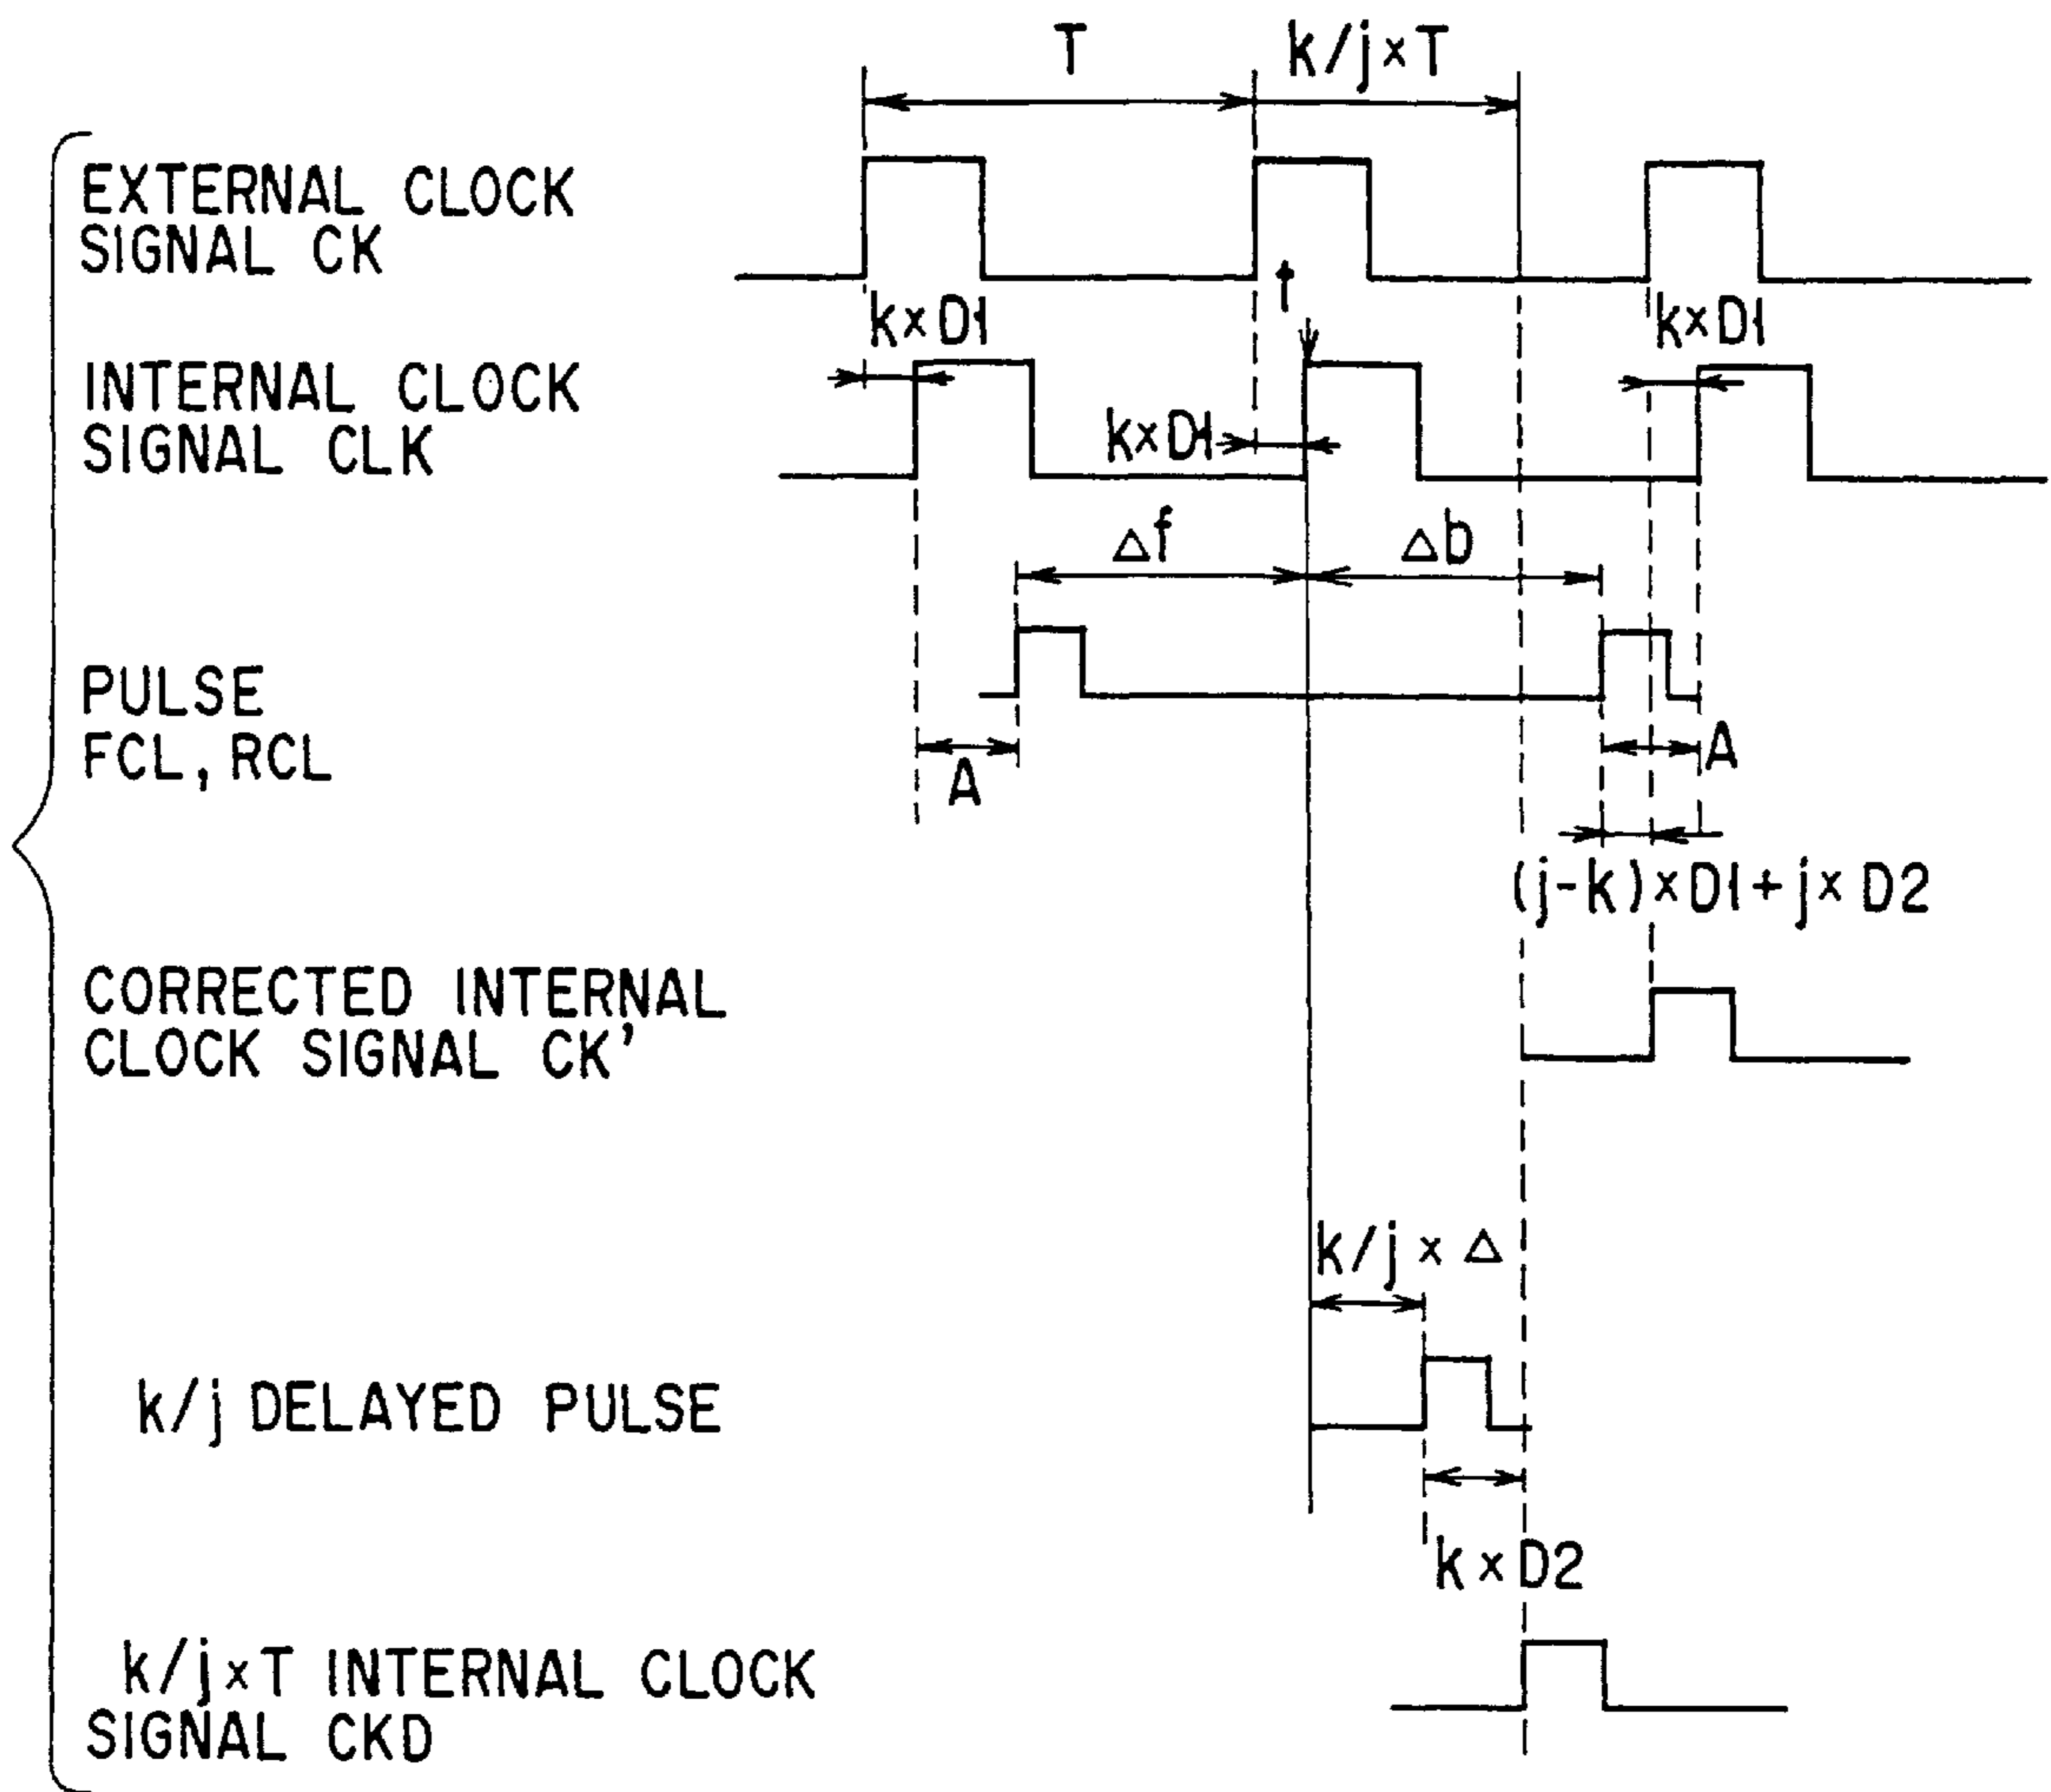 T
k/j×T
EXTERNAL CLOCK
SIGNAL CK
t
k×D1
k×D1
INTERNAL CLOCK
SIGNAL CLK
k×D1
Δf
Δb
PULSE
FCL, RCL
A
A
(j-k)×D1+j×D2
CORRECTED INTERNAL
CLOCK SIGNAL CK'
k/j × Δ
k/j DELAYED PULSE
k×D2
k/j×T INTERNAL CLOCK
SIGNAL CKD